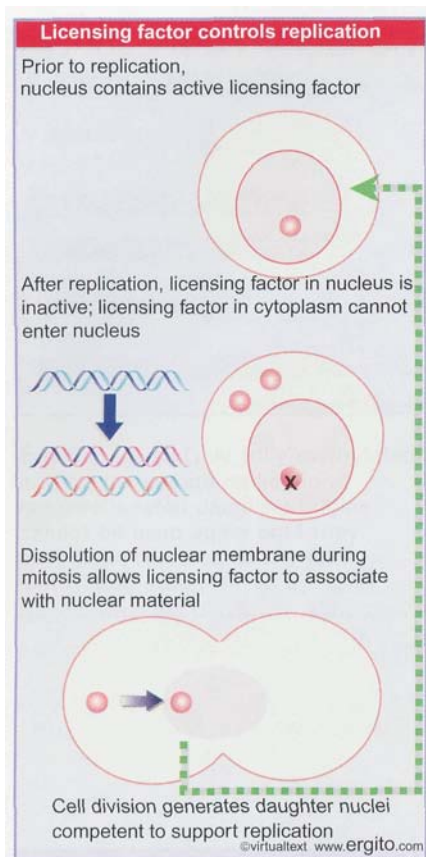 Licensing factor controls replication
Prior to replication,
nucleus contains active licensing factor
After replication, licensing factor in nucleus is
inactive; licensing factor in cytoplasm cannot
enter nucleus
X
Dissolution of nuclear membrane during
mitosis allows licensing factor to associate
with nuclear material
Cell division generates daughter nuclei
competent to support replication
©virtualtext www.ergito.com